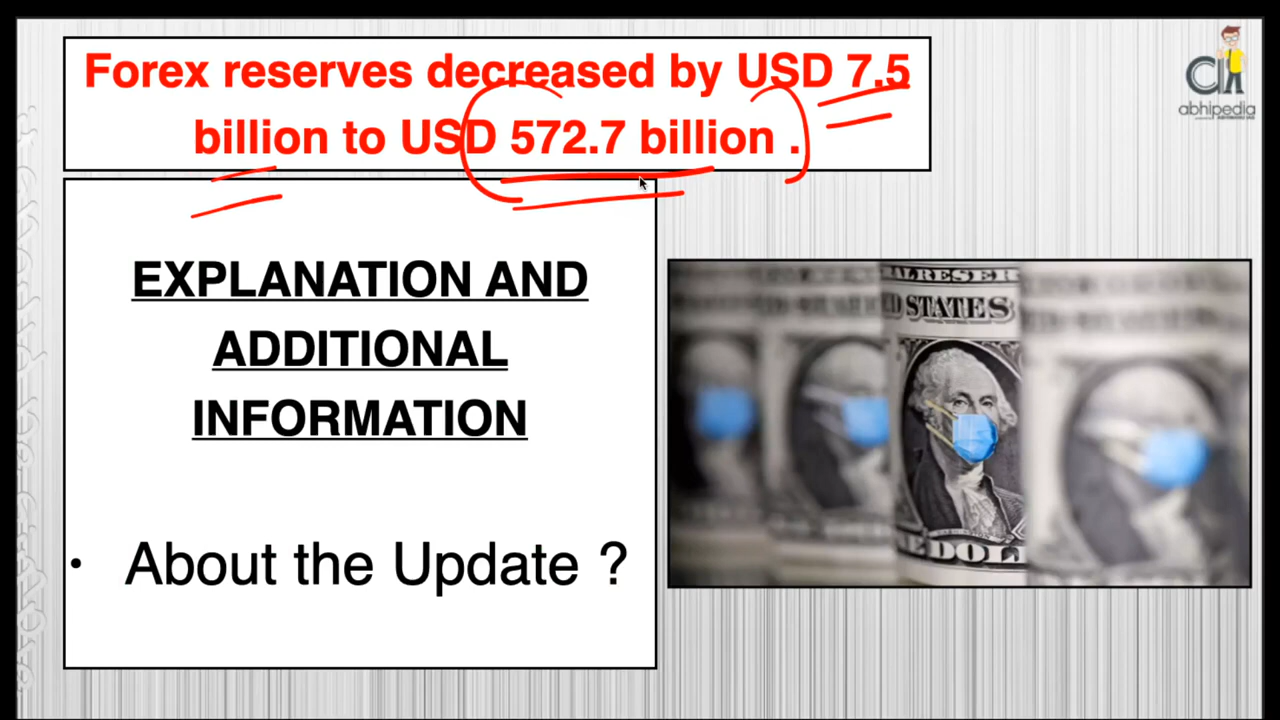 Forex reserves decreased by USD 7.5
billion to USD 572.7 billion .
abhipedia
EXPLANATION AND
ADDITIONAL
INFORMATION
• About the Update ?
STATES